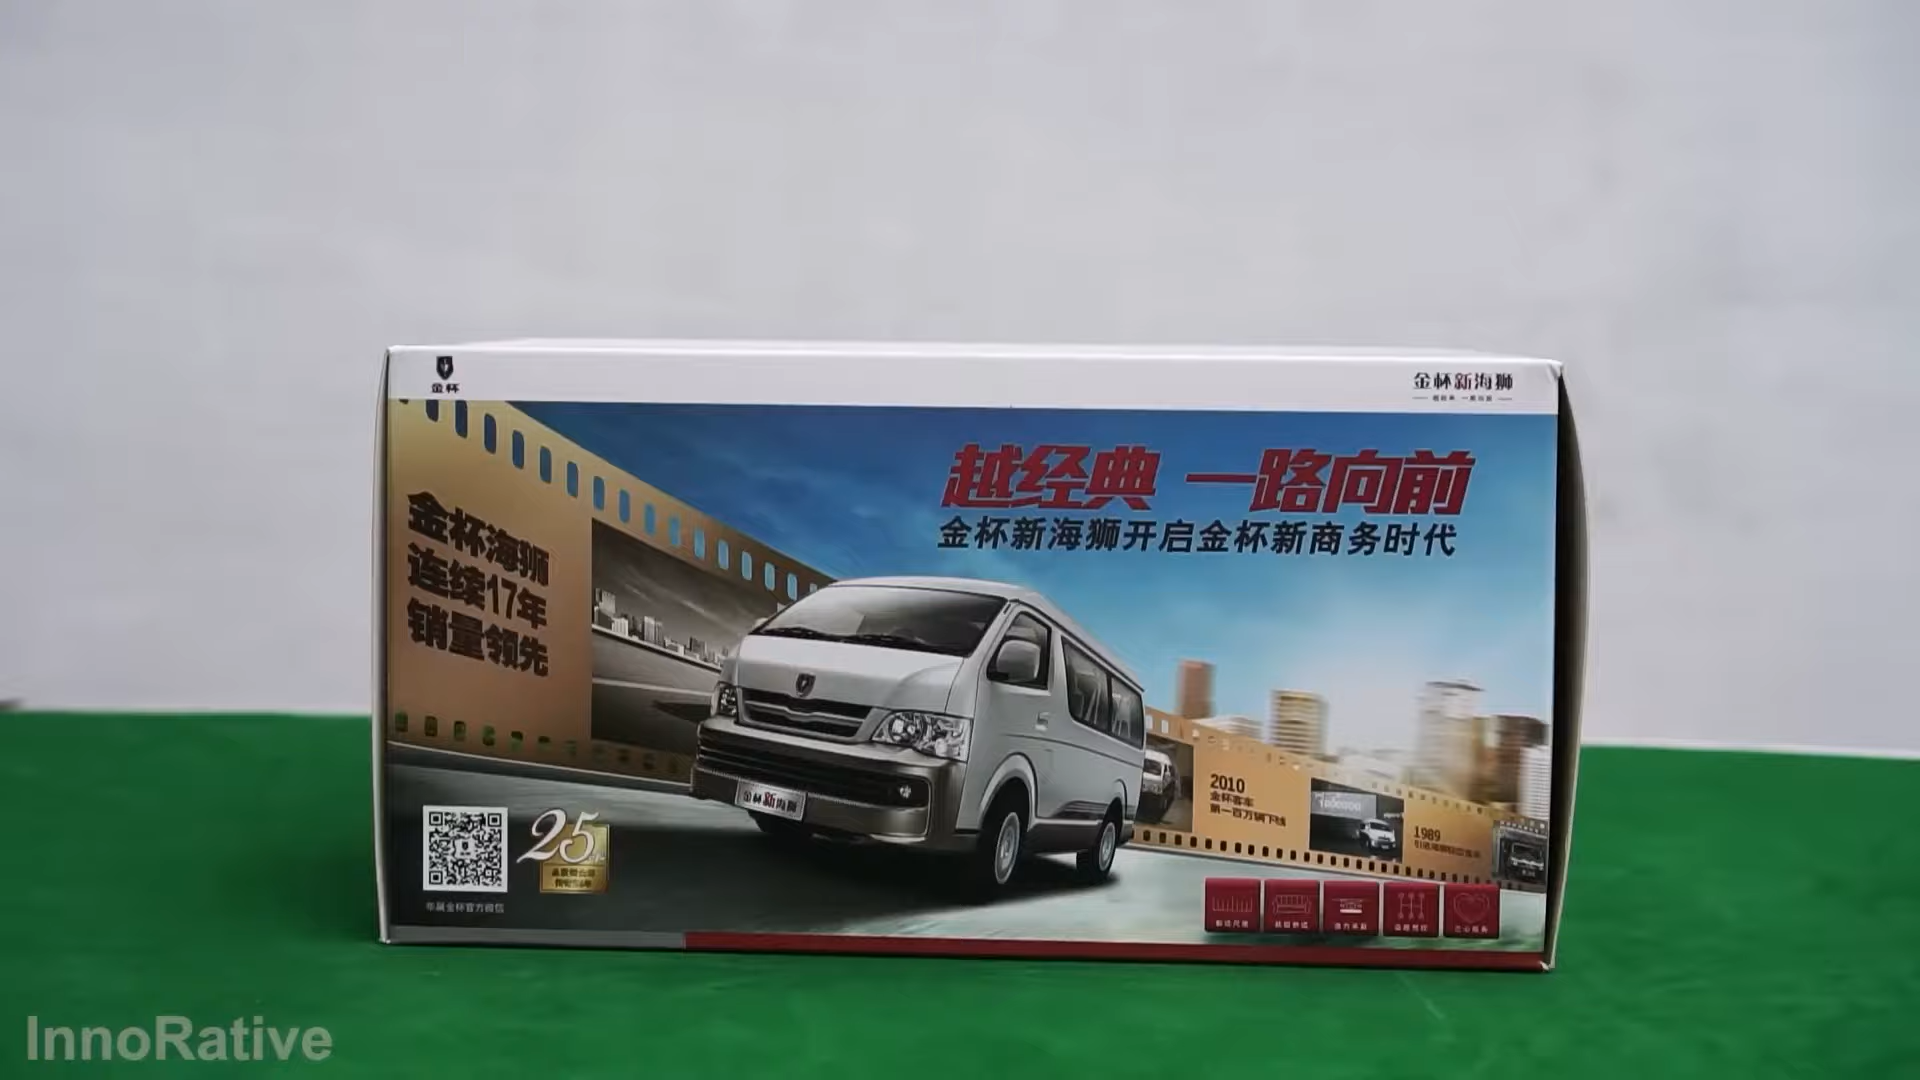 金杯
金杯新海狮
越经典 一路向前
金杯新海狮开启金杯新商务时代
金杯海狮
连续17年
销量领先
金杯新海狮
2010
金杯客车
第一百万辆下线
1989
25
华晨金杯官方微信
InnoRative